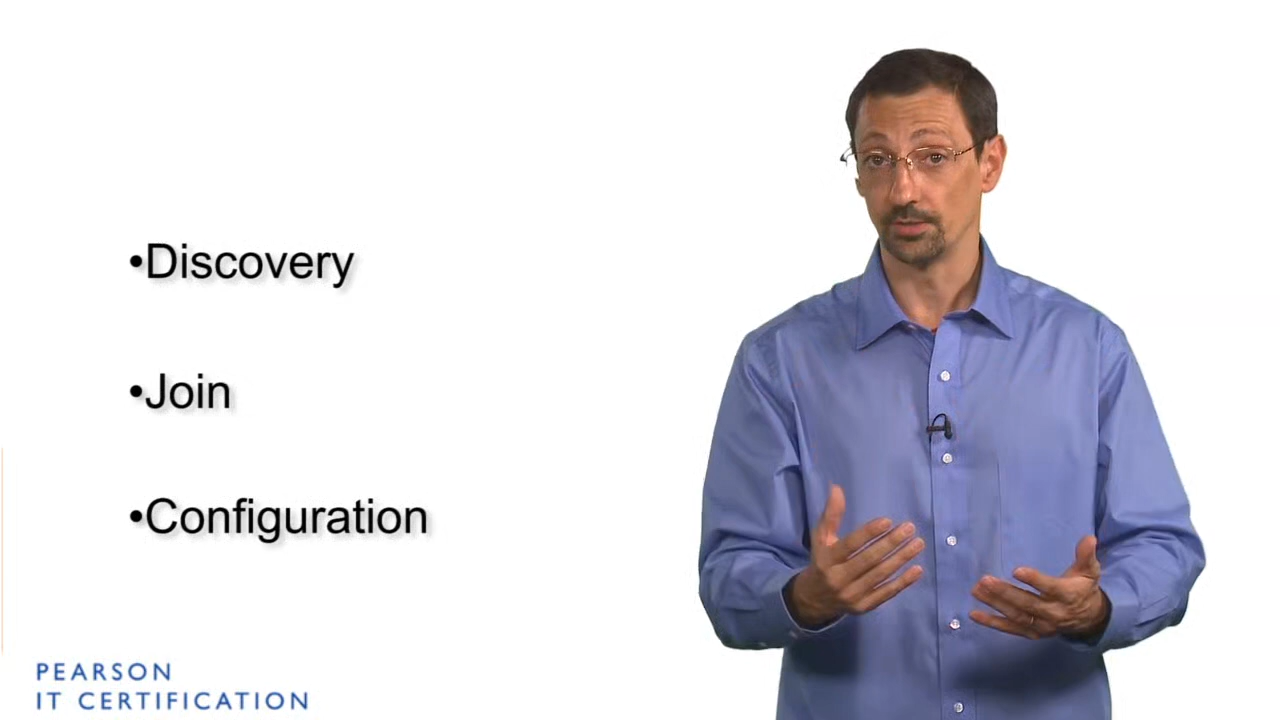 •Discovery
•Join
•Configuration
PEARSON
IT CERTIFICATION